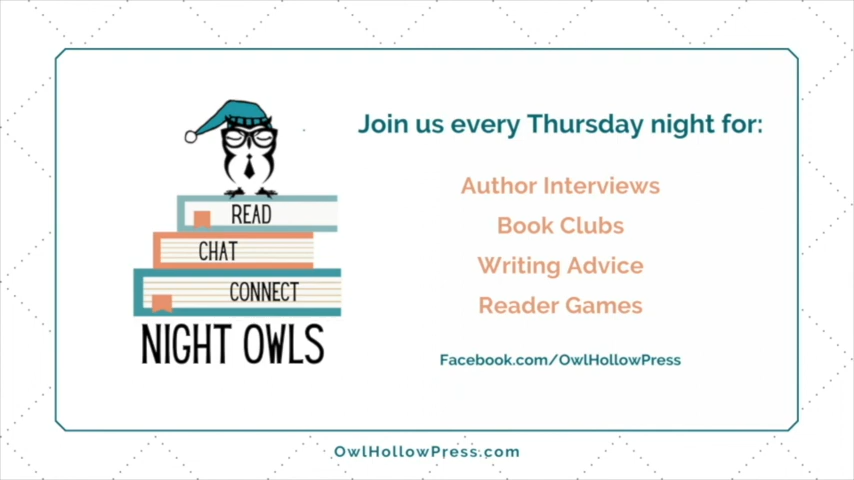 READ
CHAT
CONNECT
NIGHT OWLS
Join us every Thursday night for:
Author Interviews
Book Clubs
Writing Advice
Reader Games
Facebook.com/OwlHollowPress
OwlHollowPress.com